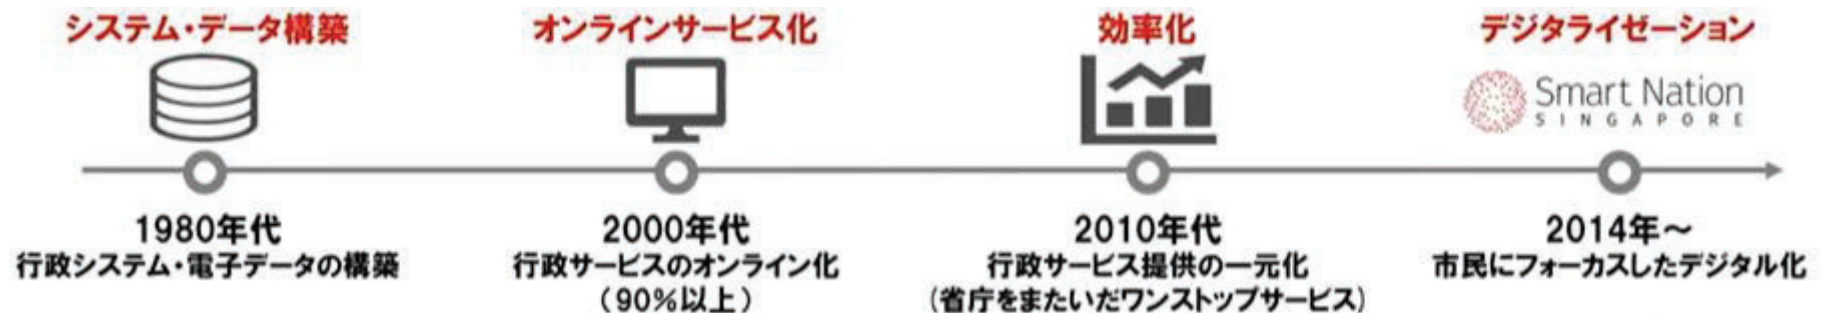 システム・データ構築
オンラインサービス化
効率化
デジタライゼーション
Smart Nation
SINGAPORE
1980年代
行政システム・電子データの構築
2000年代
行政サービスのオンライン化
（90%以上）
2010年代
行政サービス提供の一元化
(省庁をまたいだワンストップサービス)
2014年～
市民にフォーカスしたデジタル化